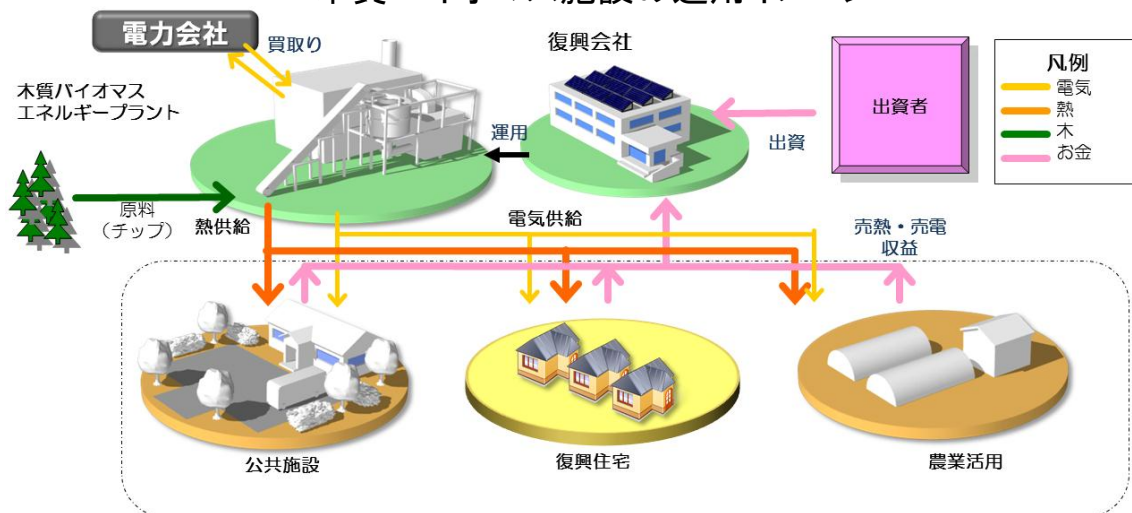 電力会社
買取り
復興会社
木質バイオマス
エネルギープラント
出資者
凡例
電気
熱
木
お金
運用
出資
原料
（チップ）
熱供給
電気供給
売熱・売電
収益
公共施設
復興住宅
農業活用